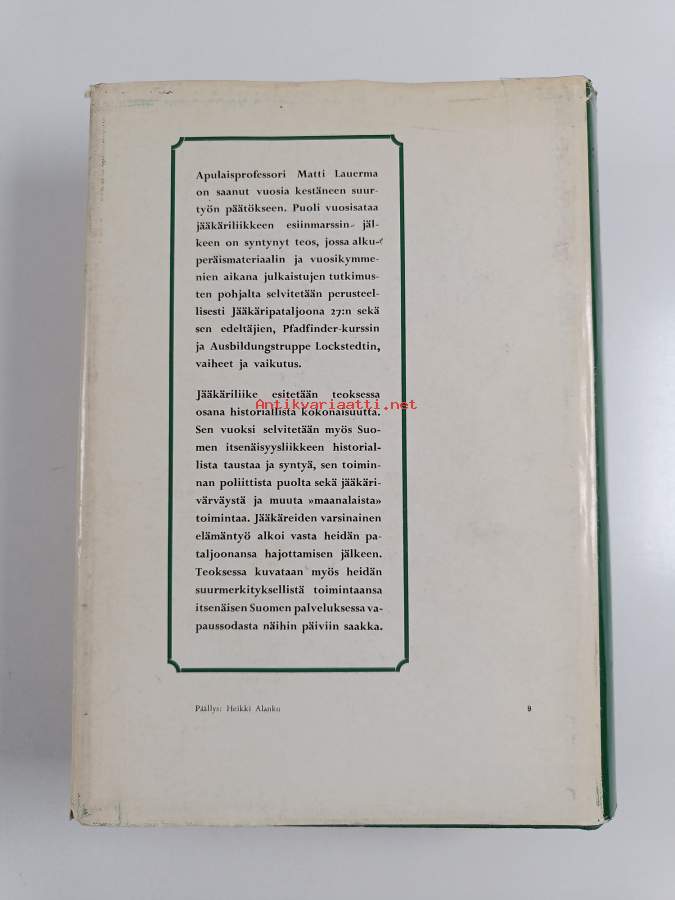 Apulaisprofessori Matti Lauerma
on saanut vuosia kestäneen suur-
työn päätökseen. Puoli vuosisataa
jääkäriliikkeen esiinmarssin jäl-
keen on syntynyt teos, jossa alku-
peräismateriaalin ja vuosikymme-
nien aikana julkaistujen tutkimus-
ten pohjalta selvitetään perusteel-
lisesti Jääkäripataljoona 27:n sekä
sen edeltäjien, Pfadfinder-kurssin
ja Ausbildungstruppe Lockstedtin,
vaiheet ja vaikutus.
Jääkäriliike esitetään teoksessa
Antikvariaatti.net
osana historiallista kokonaisuutta.
Sen vuoksi selvitetään myös Suo-
men itsenäisyysliikkeen historial-
lista taustaa ja syntyä, sen toimin-
nan poliittista puolta sekä jääkäri-
värväystä ja muuta »maanalaista»
toimintaa. Jääkäreiden varsinainen
elämäntyö alkoi vasta heidän pa-
taljoonansa hajottamisen jälkeen.
Teoksessa kuvataan myös heidän
suurmerkityksellistä toimintaansa
itsenäisen Suomen palveluksessa va-
paussodasta näihin päiviin saakka.
Päällys: Heikki Alanko
9